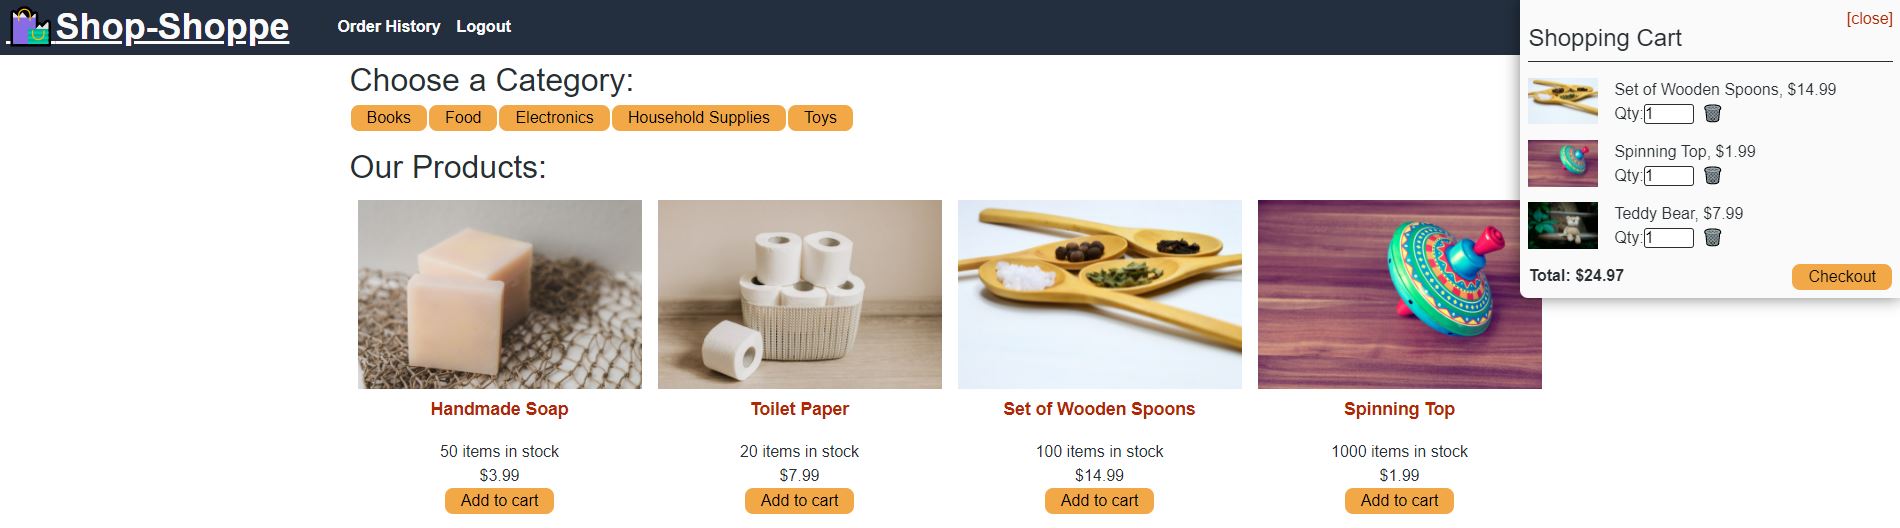 Shop-Shoppe
Order History Logout
Choose a Category:
Books Food Electronics Household Supplies Toys
Our Products:
Handmade Soap
50 items in stock
$3.99
Add to cart
Toilet Paper
20 items in stock
$7.99
Add to cart
Set of Wooden Spoons
100 items in stock
$14.99
Add to cart
Spinning Top
1000 items in stock
$1.99
Add to cart
[close]
Shopping Cart
Set of Wooden Spoons, $14.99
Qty:1
Spinning Top, $1.99
Qty:1
Teddy Bear, $7.99
Qty:1
Total: $24.97
Checkout